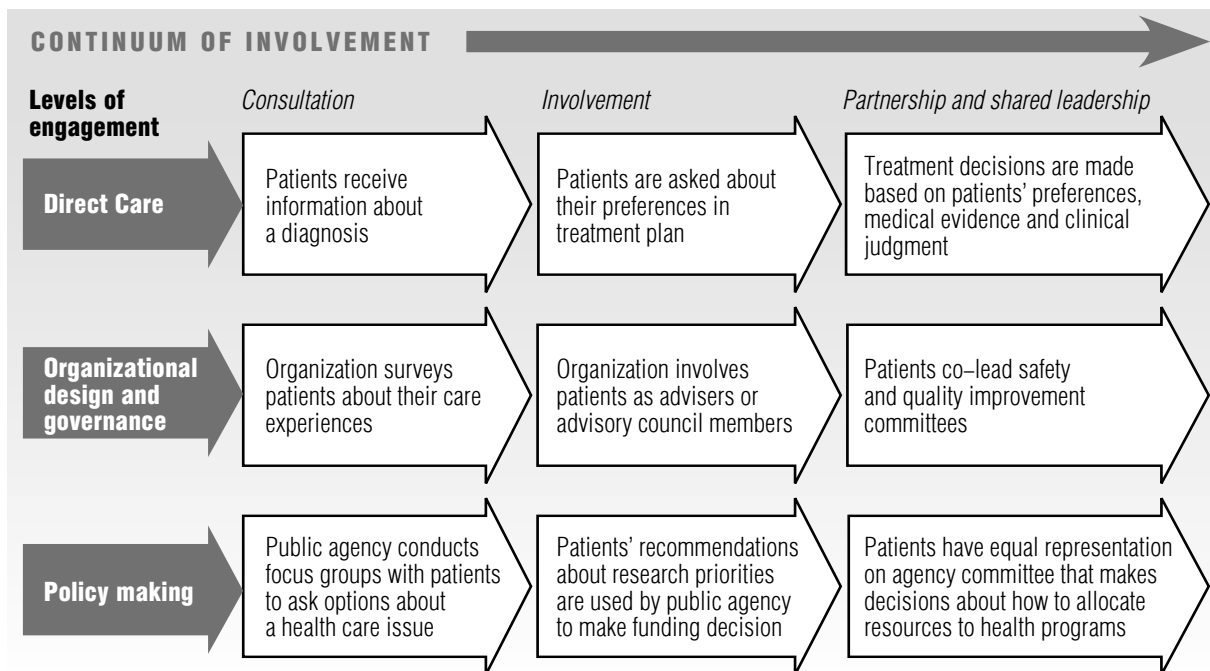 CONTINUUM OF INVOLVEMENT
Levels of
engagement
Consultation
Involvement
Partnership and shared leadership
Direct Care
Patients receive
information about
a diagnosis
Patients are asked about
their preferences in
treatment plan
Treatment decisions are made
based on patients’ preferences,
medical evidence and clinical
judgment
Organizational
design and
governance
Organization surveys
patients about their care
experiences
Organization involves
patients as advisers or
advisory council members
Patients co–lead safety
and quality improvement
committees
Policy making
Public agency conducts
focus groups with patients
to ask options about
a health care issue
Patients’ recommendations
about research priorities
are used by public agency
to make funding decision
Patients have equal representation
on agency committee that makes
decisions about how to allocate
resources to health programs